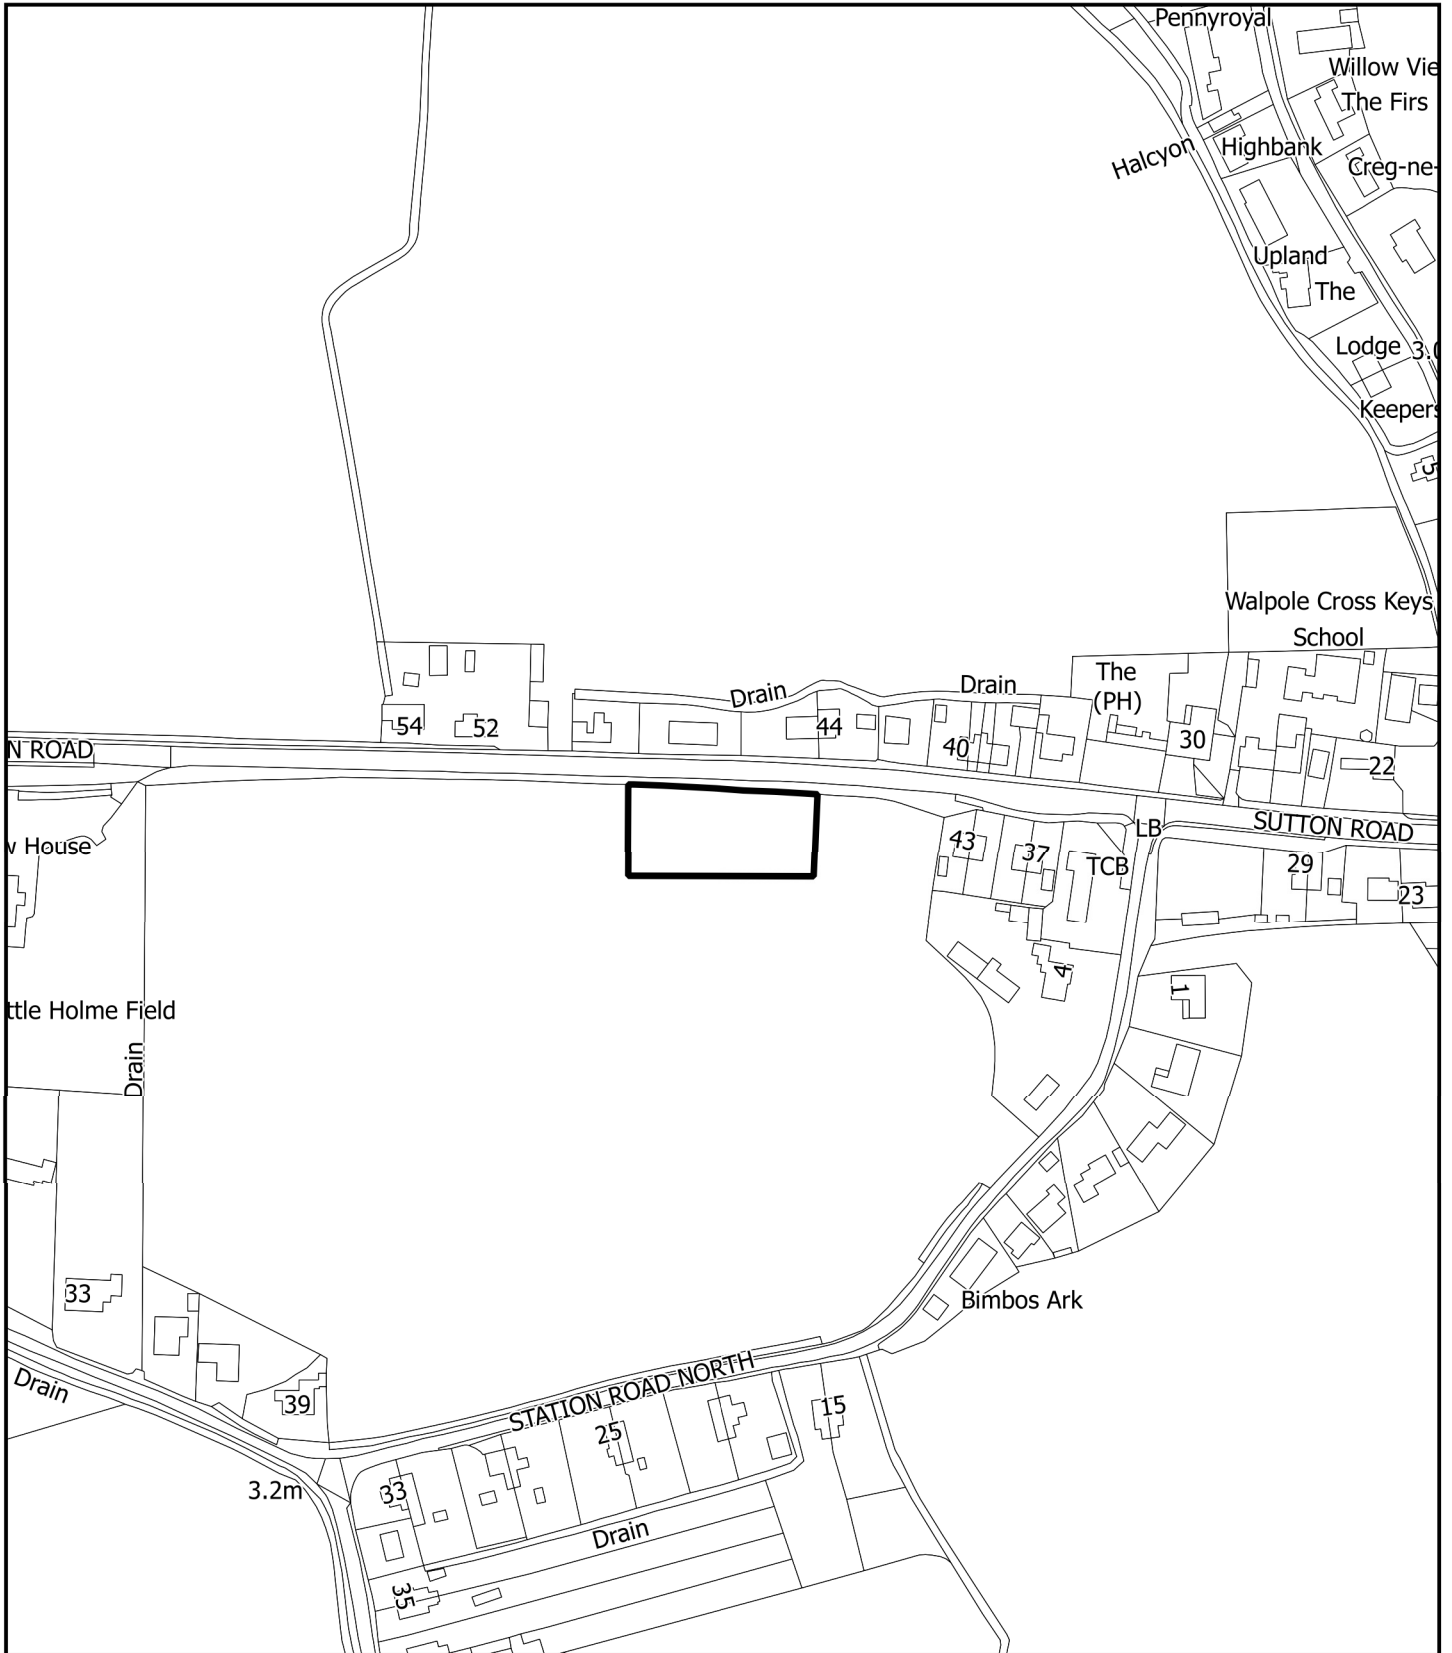 Pennyroyal
Willow Vie
The Firs
Halcyon
Highbank
Creg-ne-
Upland
The
Lodge
3.0
Keepers
5
Walpole Cross Keys
School
The
(PH)
Drain
Drain
54
52
44
40
30
22
N ROAD
SUTTON ROAD
LB
w House
43
37
TCB
29
23
4
1
ttle Holme Field
Drain
33
Bimbos Ark
Drain
39
STATION ROAD NORTH
25
15
3.2m
33
Drain
35